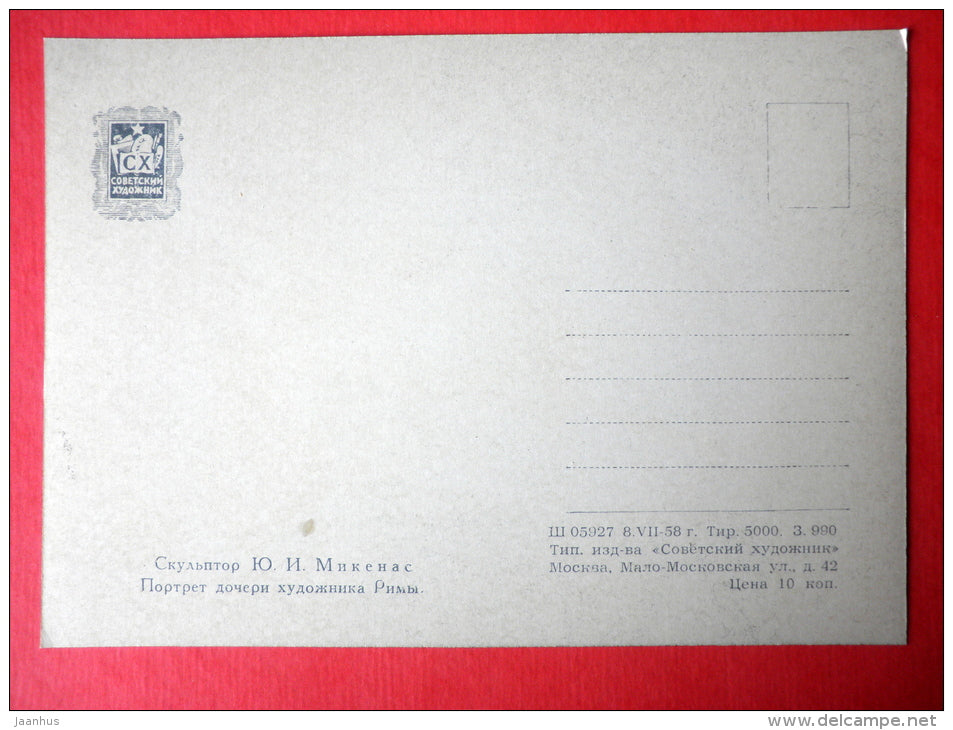 СХ
СОВЕТСКИЙ
ХУДОЖНИК
Скульптор Ю. И. Микенас
Портрет дочери художника Римы.
Ш 05927 8.VII-58 г. Тир. 5000. З. 990
Тип. изд-ва «Советский художник»
Москва, Мало-Московская ул., д. 42
Цена 10 коп.
Jaanhus
www.delcampe.net